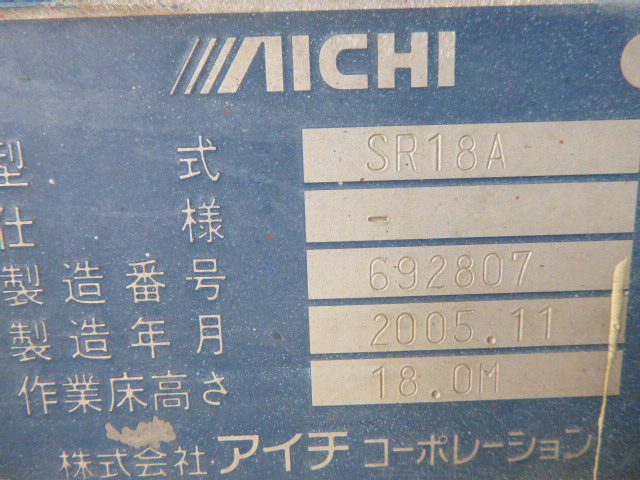 AICHI
型式 SR18A
仕様 -
製造番号 692807
製造年月 2005.11
作業床高さ 18.0M
株式会社 アイチコーポレーション